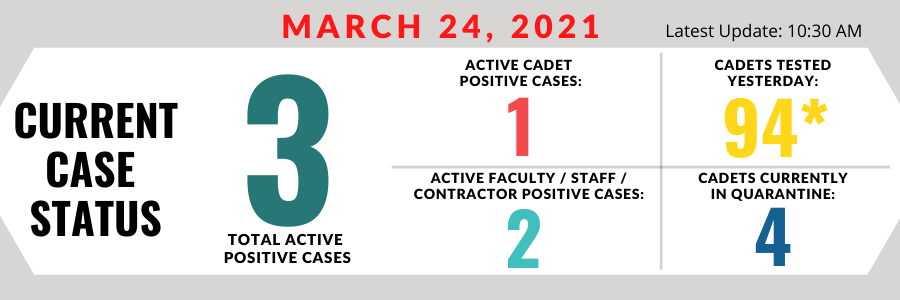 MARCH 24, 2021
Latest Update: 10:30 AM
CURRENT
CASE
STATUS
3
TOTAL ACTIVE
POSITIVE CASES
ACTIVE CADET
POSITIVE CASES:
1
CADETS TESTED
YESTERDAY:
94*
ACTIVE FACULTY / STAFF /
CONTRACTOR POSITIVE CASES:
2
CADETS CURRENTLY
IN QUARANTINE:
4